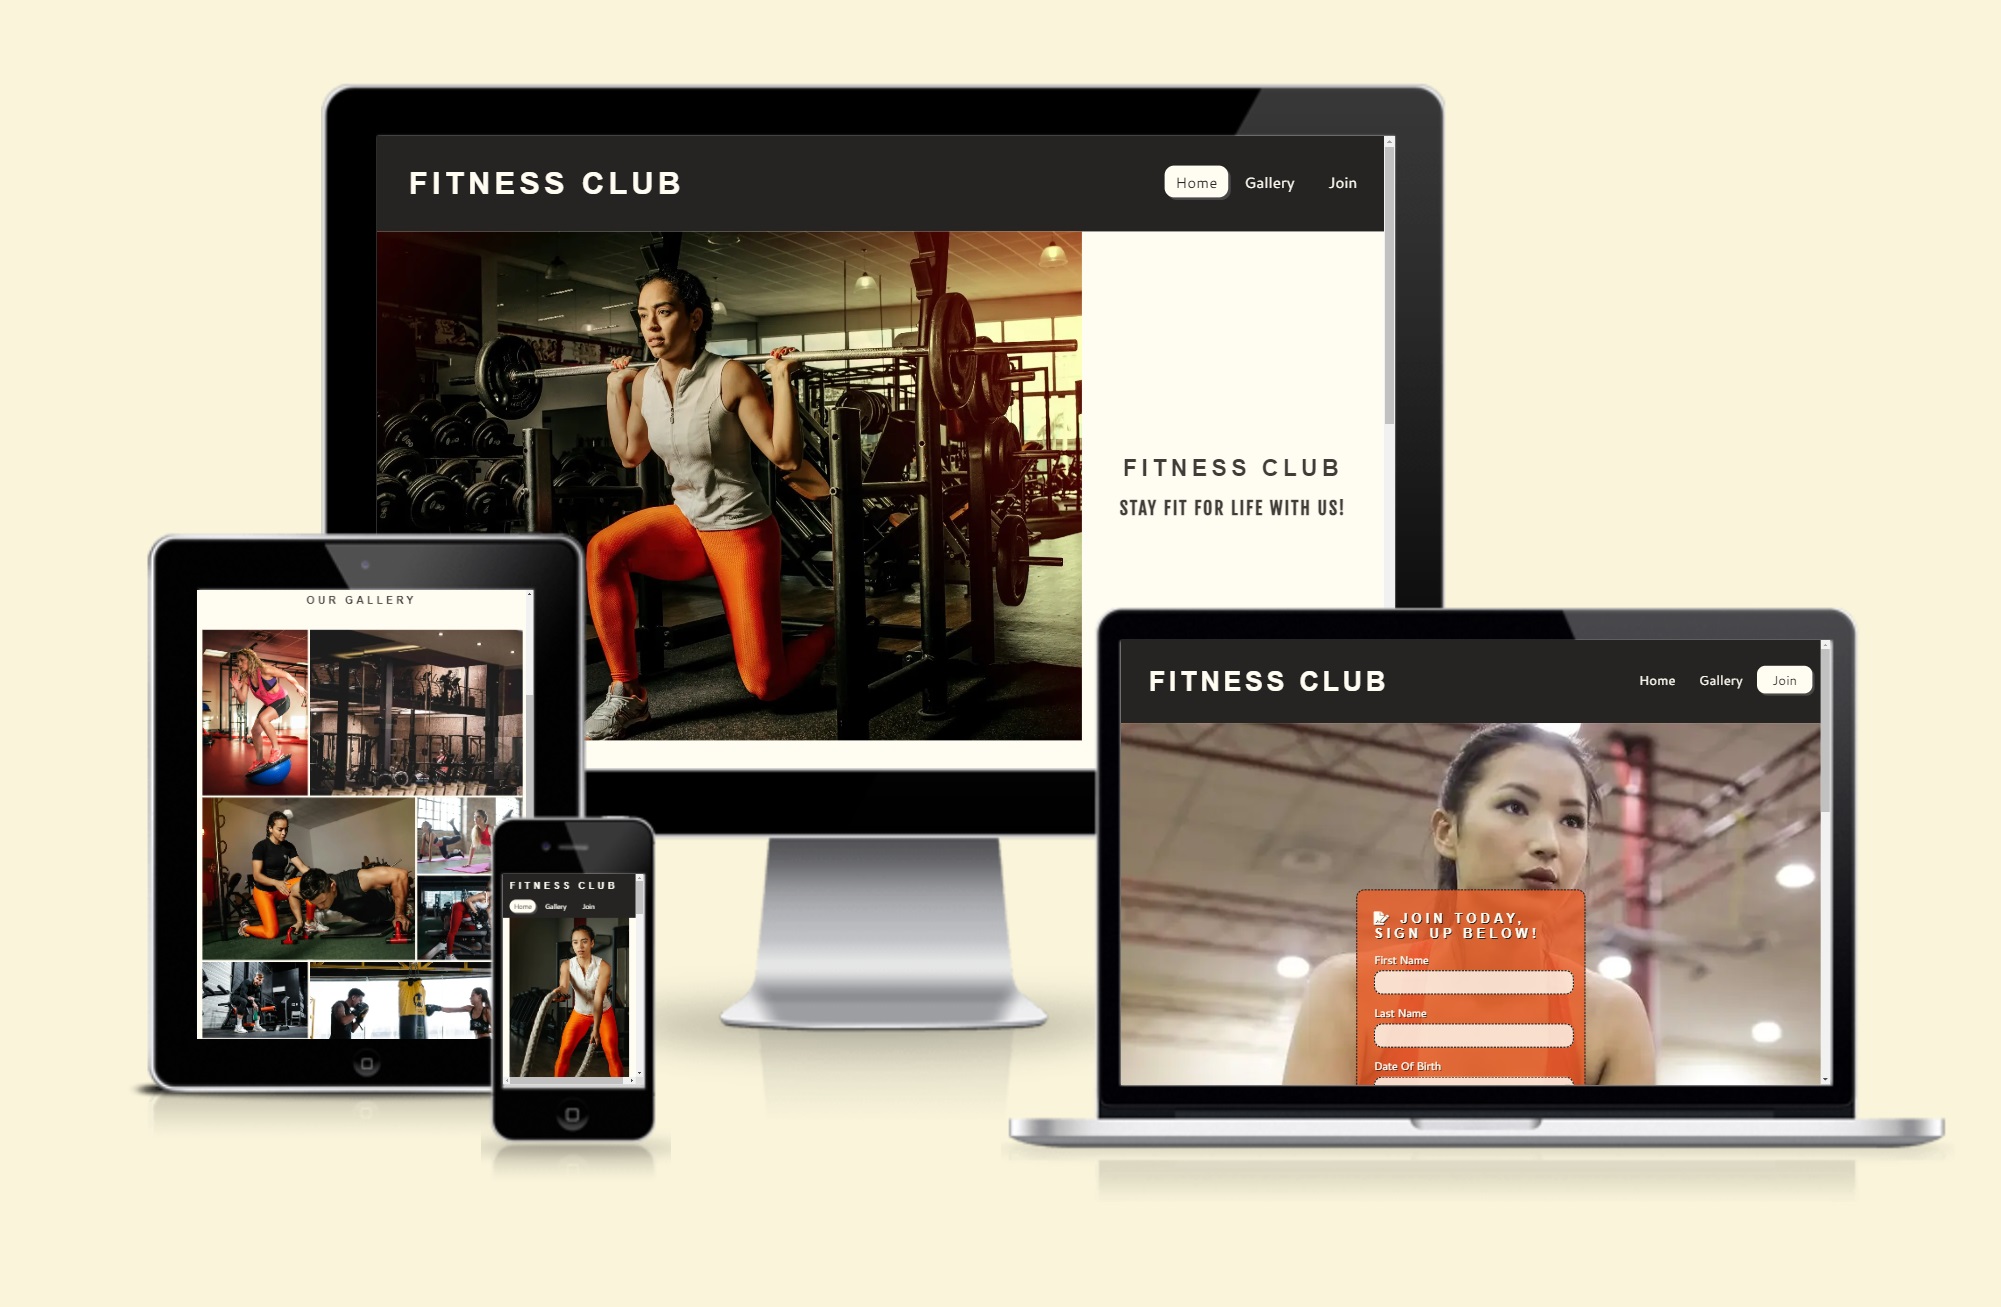 FITNESS CLUB
Home Gallery Join
FITNESS CLUB
STAY FIT FOR LIFE WITH US!
OUR GALLERY
FITNESS CLUB
Home Gallery Join
FITNESS CLUB
Home Gallery Join
JOIN TODAY,
SIGN UP BELOW!
First Name
Last Name
Date Of Birth